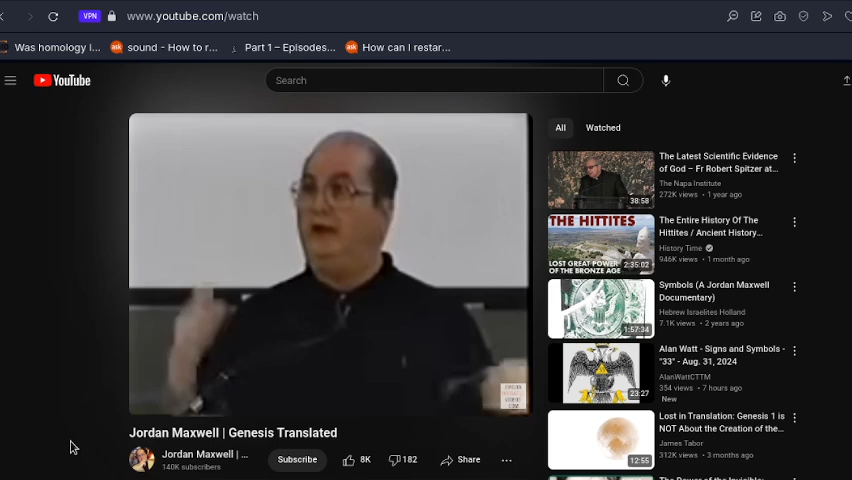 VPN www.youtube.com/watch
Was homology I... sound - How to r... Part 1 – Episodes... How can I restar...
YouTube Search
All Watched
The Latest Scientific Evidence
of God – Fr Robert Spitzer at...
The Napa Institute
272K views • 1 year ago
38:58
THE HITTITES
LOST GREAT POWER
OF THE BRONZE AGE
2:35:02
The Entire History Of The
Hittites / Ancient History...
History Time
946K views • 1 month ago
Symbols (A Jordan Maxwell
Documentary)
Hebrew Israelites Holland
7.1K views • 2 years ago
1:57:34
Alan Watt - Signs and Symbols -
"33" - Aug. 31, 2024
AlanWattCTTM
354 views • 7 hours ago
New
23:27
Lost in Translation: Genesis 1 is
NOT About the Creation of the...
James Tabor
312K views • 3 months ago
12:55
Jordan Maxwell | Genesis Translated
Jordan Maxwell | ...
140K subscribers
Subscribe 8K 182 Share